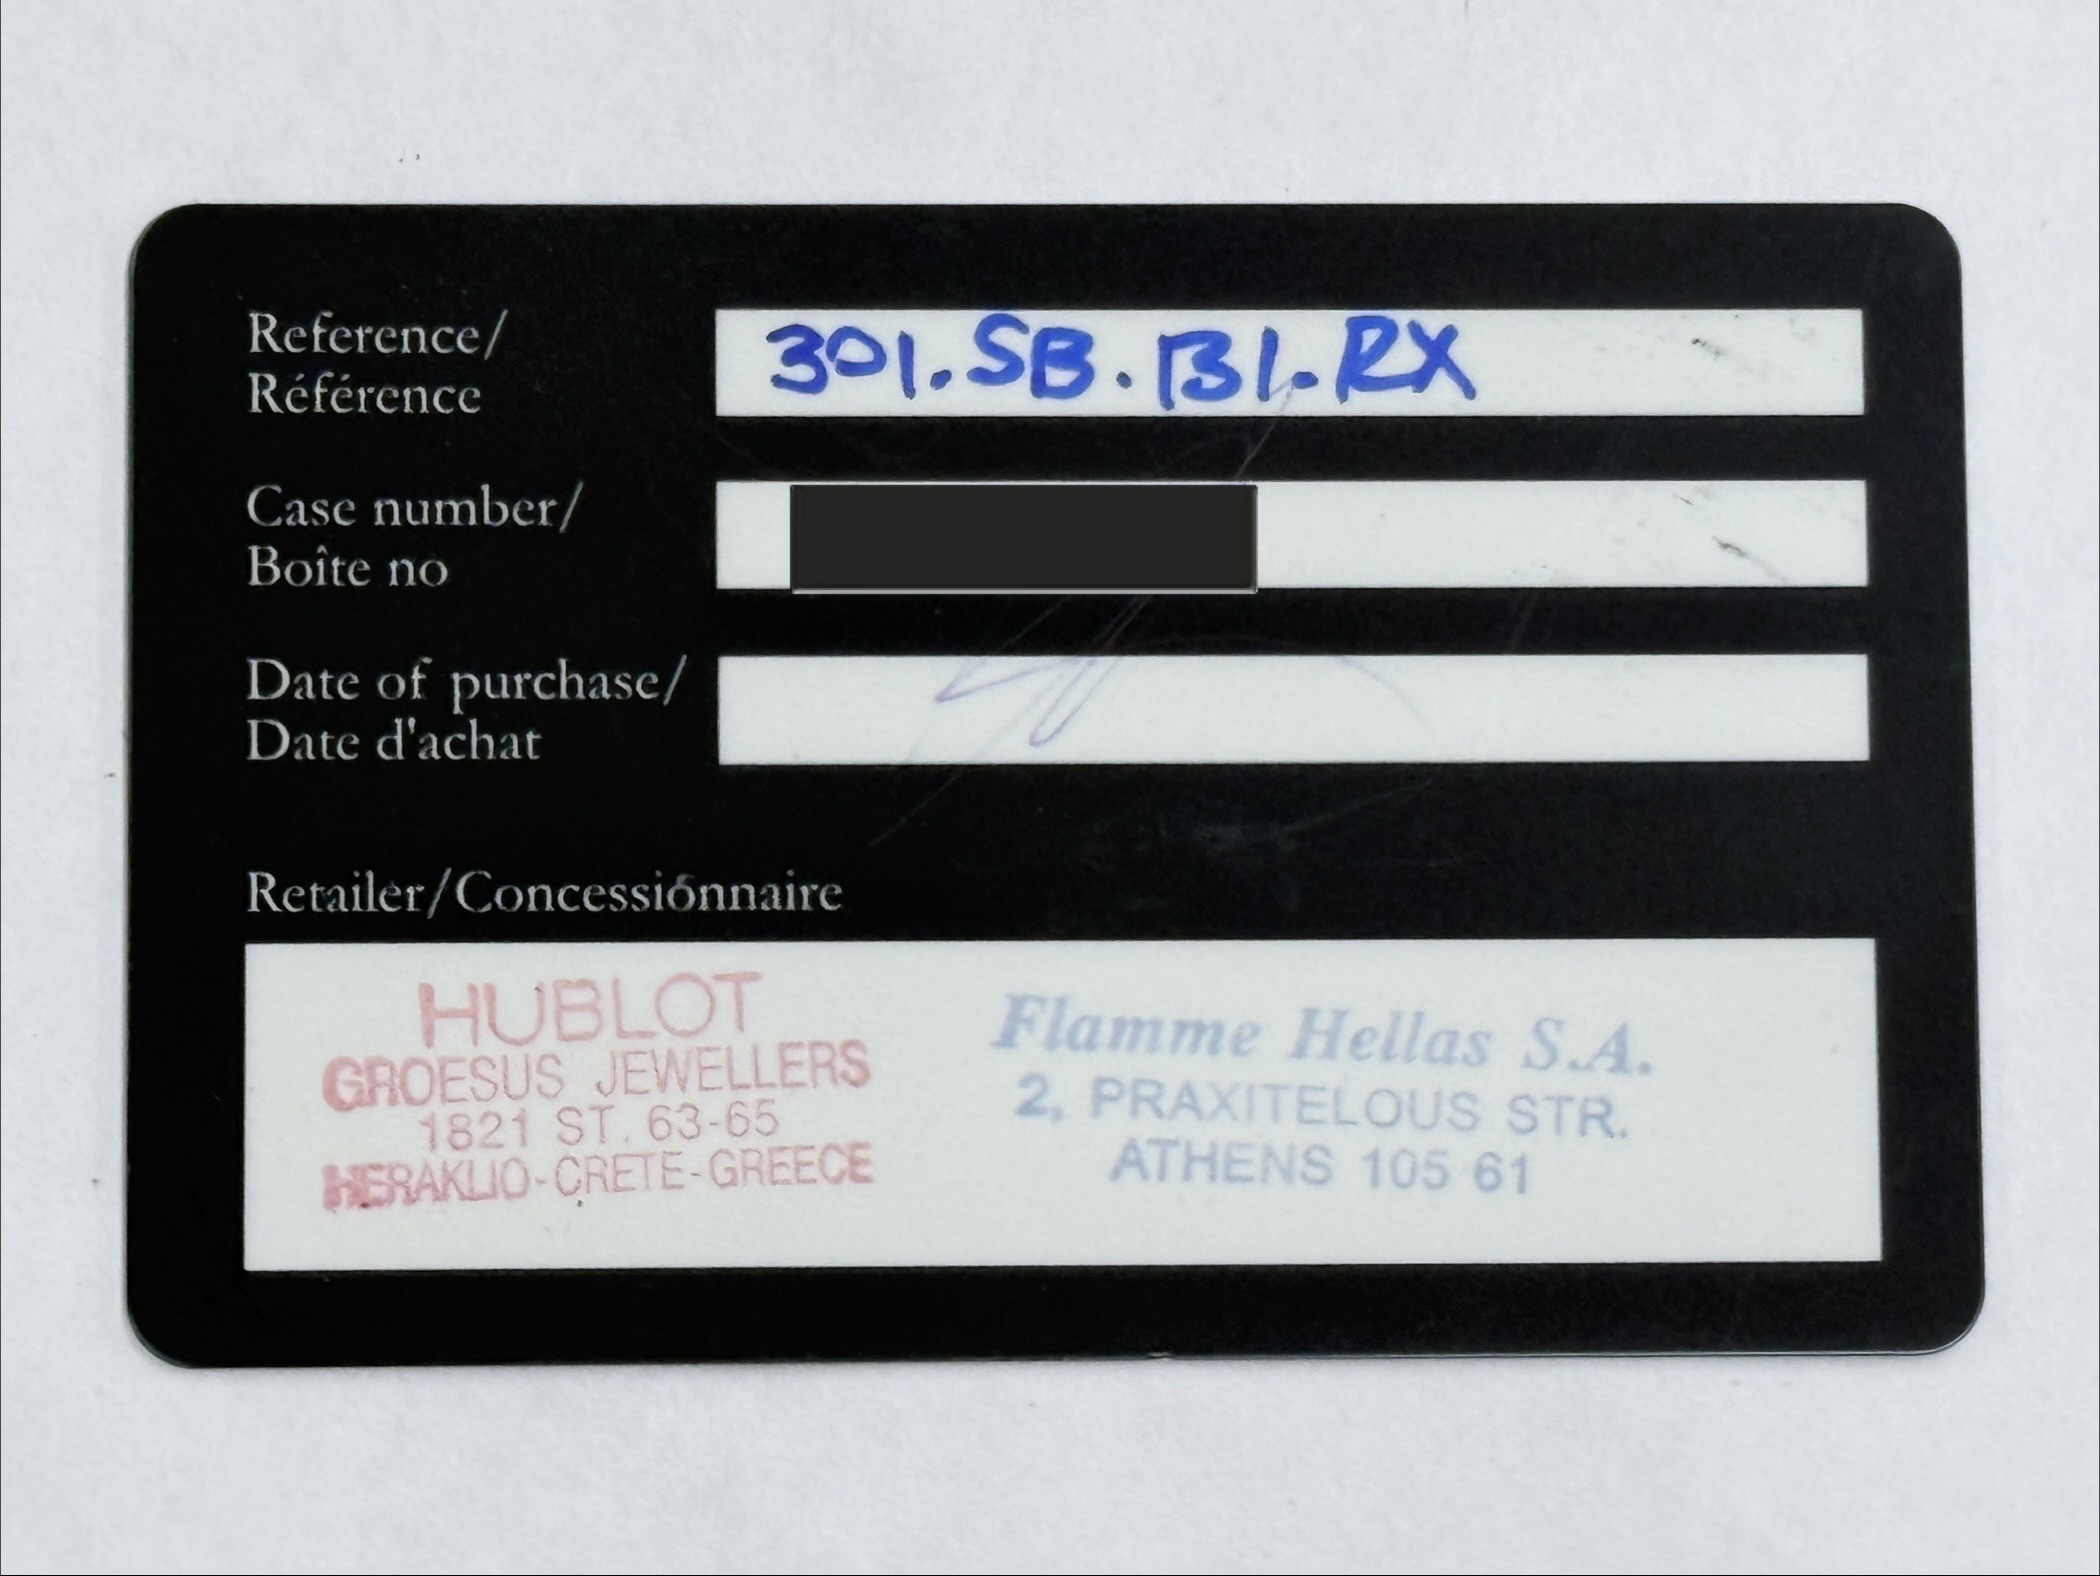 Reference/
Référence
301.SB.131.RX
Case number/
Boîte no
Date of purchase/
Date d'achat
Retailer/Concessionnaire
HUBLOT
GROESUS JEWELLERS
1821 ST. 63-65
HERAKLIO-CRETE-GREECE
Flamme Hellas S.A.
2, PRAXITELOUS STR.
ATHENS 105 61